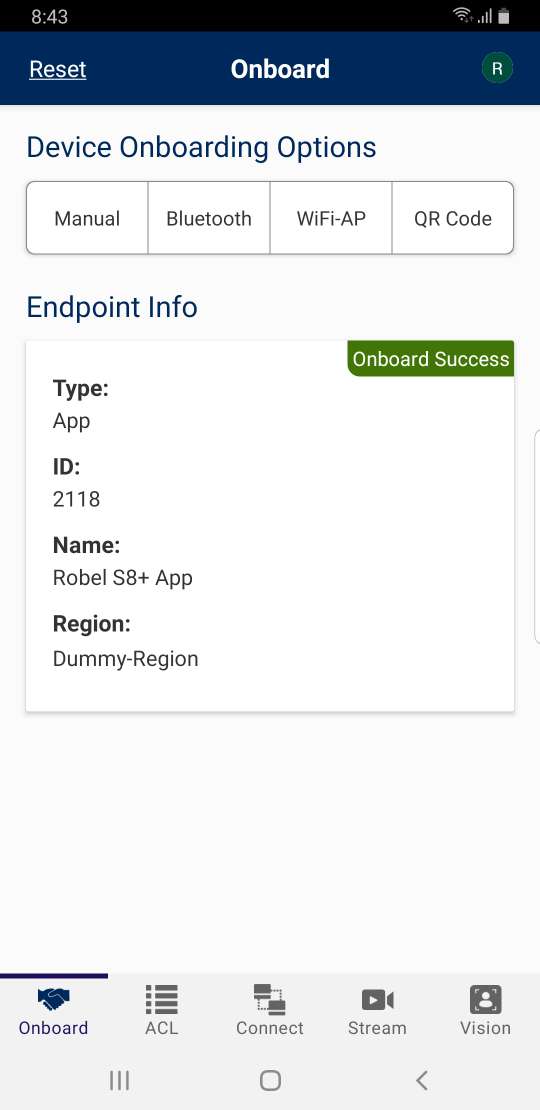 8:43
Reset
Onboard
R
Device Onboarding Options
Manual
Bluetooth
WiFi-AP
QR Code
Endpoint Info
Onboard Success
Type:
App
ID:
2118
Name:
Robel S8+ App
Region:
Dummy-Region
Onboard
ACL
Connect
Stream
Vision